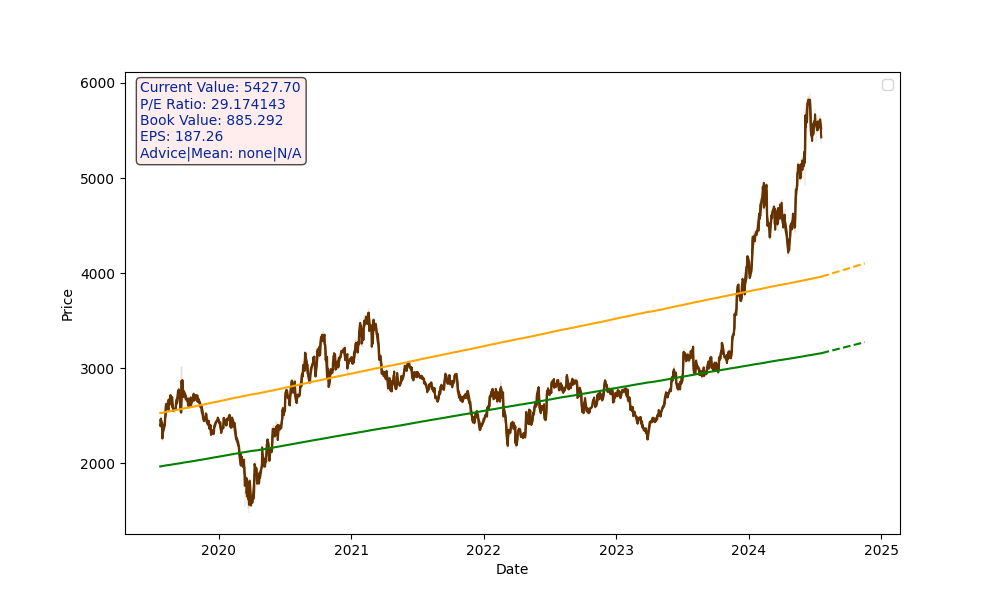 Current Value: 5427.70
P/E Ratio: 29.174143
Book Value: 885.292
EPS: 187.26
Advice|Mean: none|N/A
6000
5000
4000
3000
2000
Price
2020
2021
2022
2023
2024
2025
Date